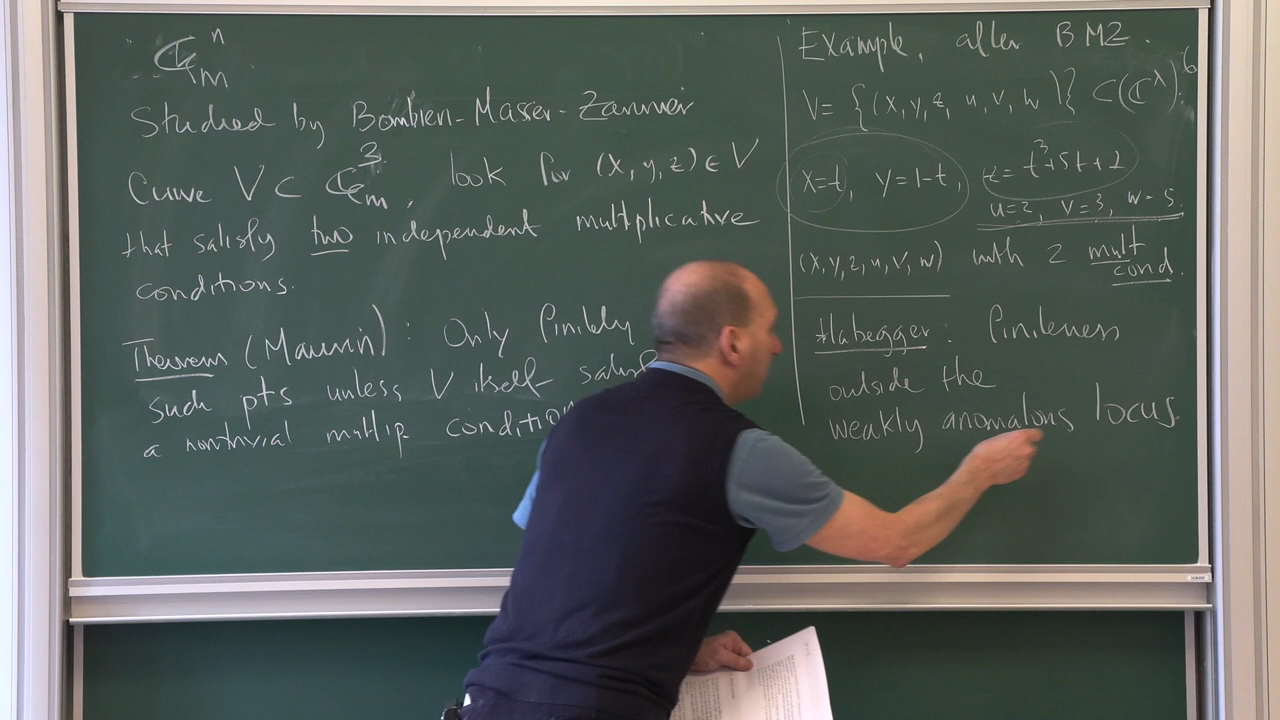 𝔾_m^n
Studied by Bombieri-Masser-Zannier
Curve V ⊂ 𝔾_m^3, look for (x,y,z) ∈ V
that satisfy two independent multiplicative
conditions.
Theorem (Maurin): Only finitely
such pts unless V itself satisf
a nontrivial multip. condition
Example, after BMZ.
V = {(x,y,z,u,v,w)} ⊂ (ℂ^×)^6.
x=t, y=1-t, z=t^3+5t+2
u=2, v=3, w=5.
(x,y,z,u,v,w) with 2 mult
cond.
Habegger: finiteness
outside the
weakly anomalous locus.